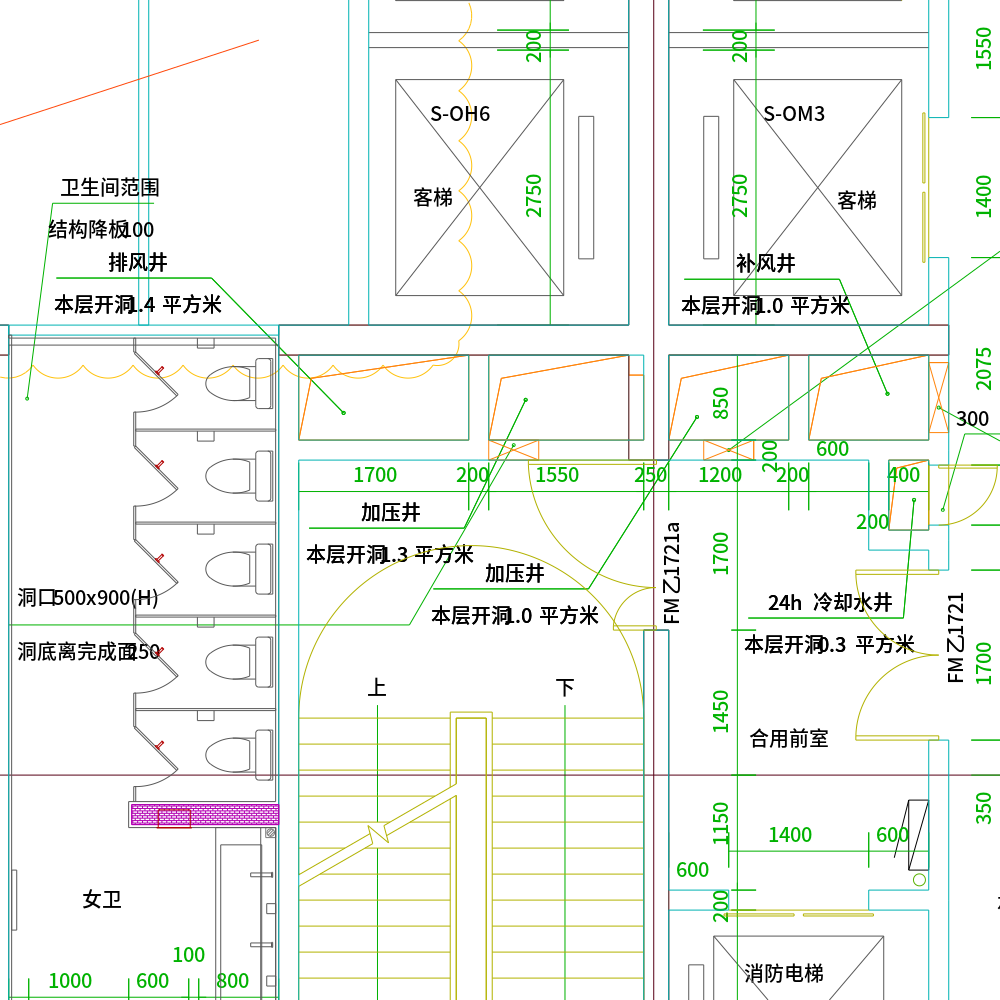 1550
200
200
S-OH6
S-OM3
卫生间范围
2750
客梯
2750
客梯
1400
结构降板100
排风井
补风井
本层开洞1.4 平方米
本层开洞1.0 平方米
2075
850
300
600
200
1700
200
1550
250
1200
200
400
加压井
200
本层开洞1.3 平方米
1700
FM乙1721a
加压井
洞口500x900(H)
24h 冷却水井
本层开洞1.0 平方米
FM乙1721
洞底离完成面250
本层开洞0.3 平方米
1700
上
下
1450
合用前室
350
1150
1400
600
600
女卫
200
100
1000
600
800
消防电梯